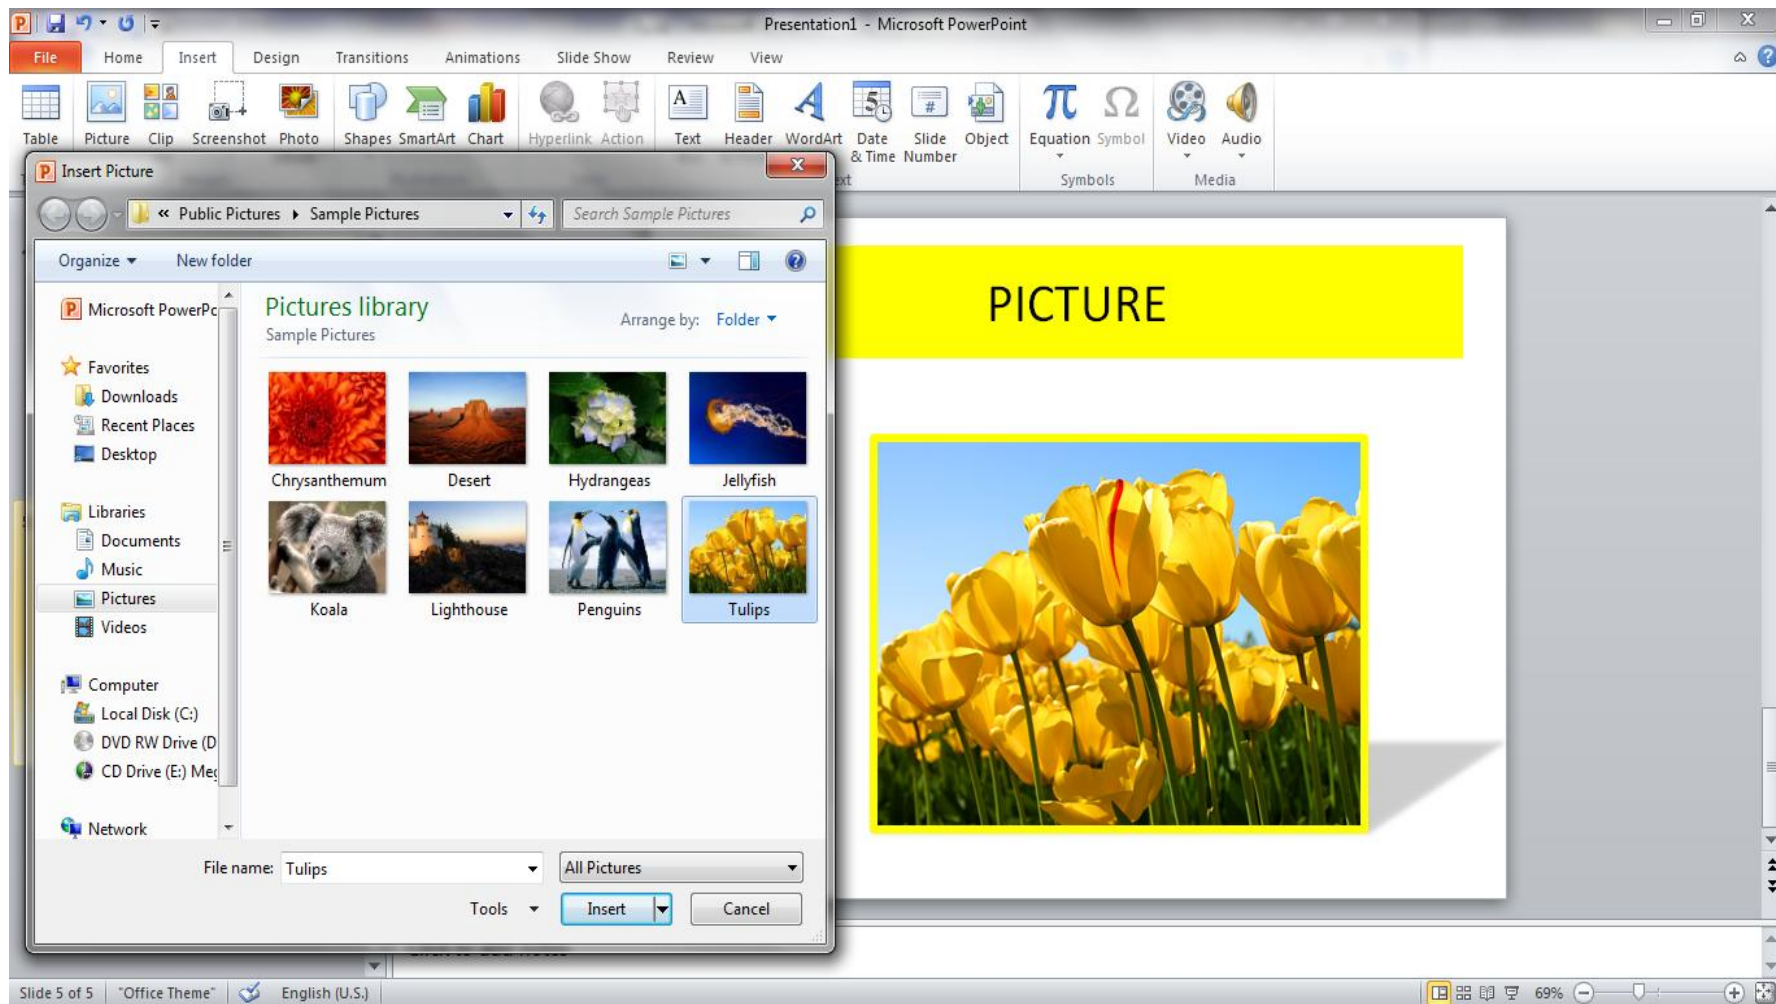 Presentation1 - Microsoft PowerPoint
File Home Insert Design Transitions Animations Slide Show Review View
Table Picture Clip Screenshot Photo Shapes SmartArt Chart Hyperlink Action Text Header WordArt Date & Time Slide Number Object Equation Symbol Video Audio
Symbols Media
Insert Picture
« Public Pictures Sample Pictures Search Sample Pictures
Organize New folder
Microsoft PowerPo
Favorites
Downloads
Recent Places
Desktop
Libraries
Documents
Music
Pictures
Videos
Computer
Local Disk (C:)
DVD RW Drive (D
CD Drive (E:) Meg
Network
Pictures library
Sample Pictures
Arrange by: Folder
Chrysanthemum Desert Hydrangeas Jellyfish
Koala Lighthouse Penguins Tulips
File name: Tulips All Pictures
Tools Insert Cancel
PICTURE
Slide 5 of 5 "Office Theme" English (U.S.) 69%